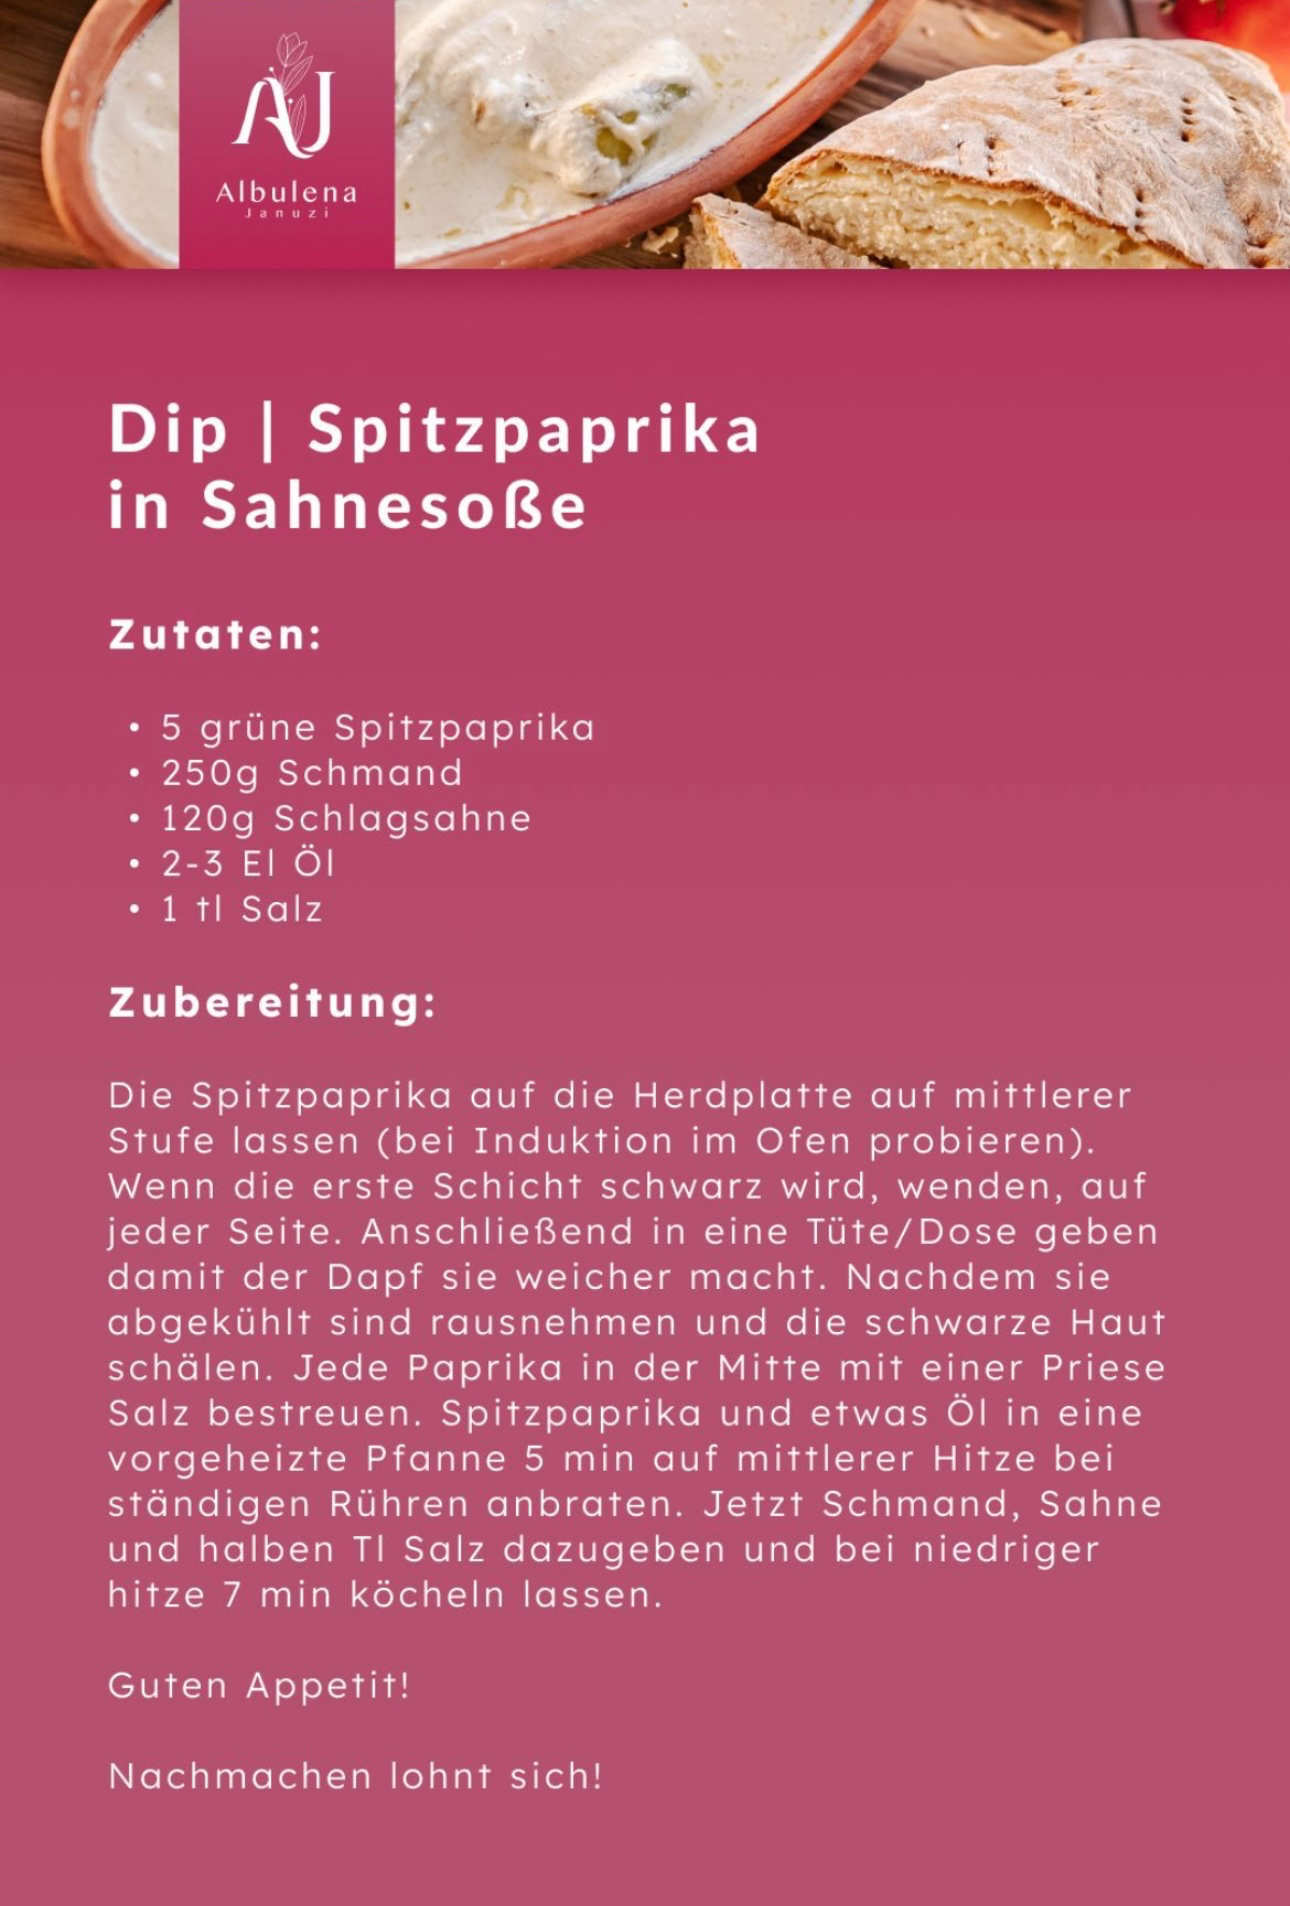 AJ
Albulena
Januzi
Dip | Spitzpaprika
in Sahnesoße
Zutaten:
• 5 grüne Spitzpaprika
• 250g Schmand
• 120g Schlagsahne
• 2-3 El Öl
• 1 tl Salz
Zubereitung:
Die Spitzpaprika auf die Herdplatte auf mittlerer
Stufe lassen (bei Induktion im Ofen probieren).
Wenn die erste Schicht schwarz wird, wenden, auf
jeder Seite. Anschließend in eine Tüte/Dose geben
damit der Dapf sie weicher macht. Nachdem sie
abgekühlt sind rausnehmen und die schwarze Haut
schälen. Jede Paprika in der Mitte mit einer Priese
Salz bestreuen. Spitzpaprika und etwas Öl in eine
vorgeheizte Pfanne 5 min auf mittlerer Hitze bei
ständigen Rühren anbraten. Jetzt Schmand, Sahne
und halben Tl Salz dazugeben und bei niedriger
hitze 7 min köcheln lassen.
Guten Appetit!
Nachmachen lohnt sich!